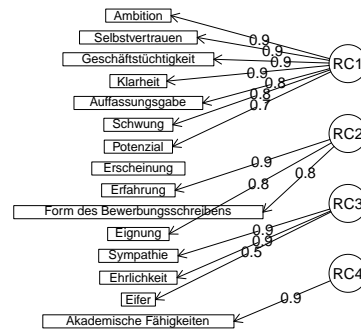 Ambition
Selbstvertrauen
Geschäftstüchtigkeit
Klarheit
Auffassungsgabe
Schwung
Potenzial
Erscheinung
Erfahrung
Form des Bewerbungsschreibens
Eignung
Sympathie
Ehrlichkeit
Eifer
Akademische Fähigkeiten
0.9
0.9
0.9
0.9
0.8
0.8
0.7
0.9
0.8
0.8
0.9
0.9
0.5
0.9
RC1
RC2
RC3
RC4